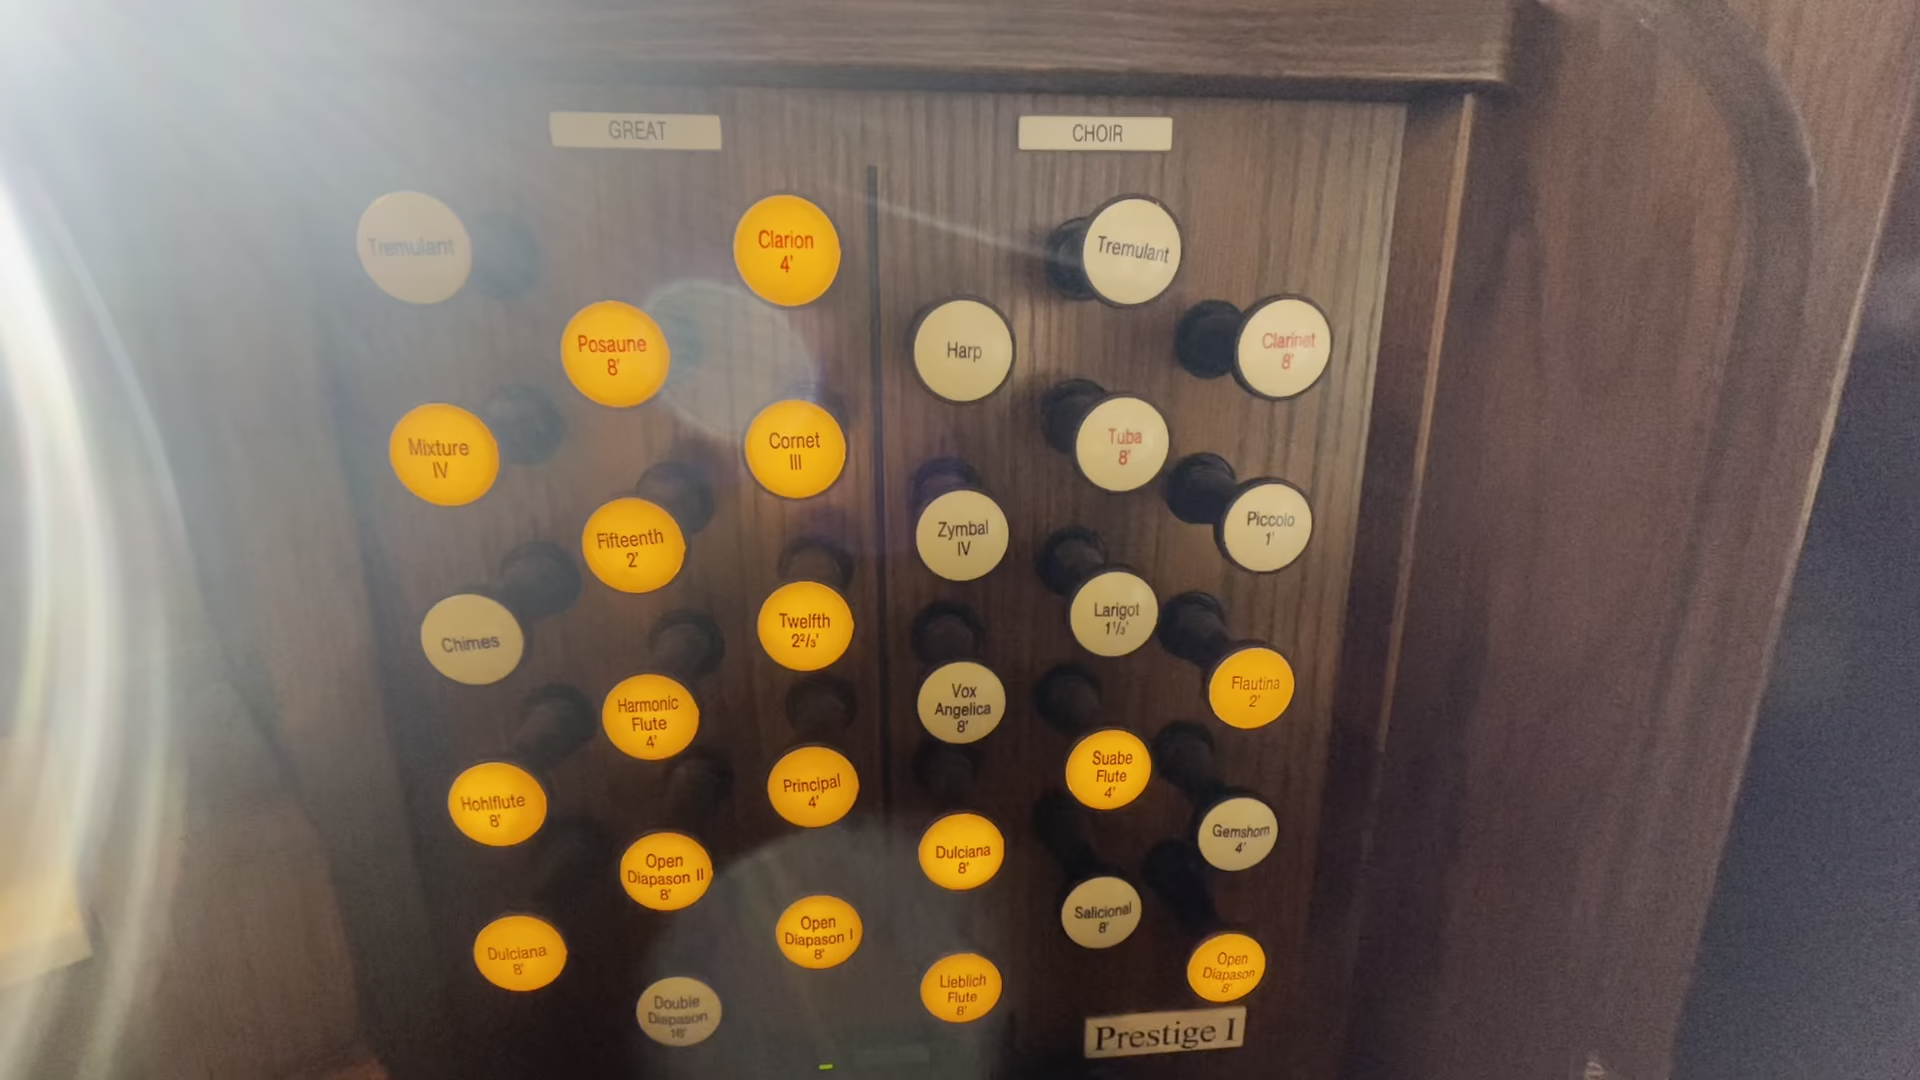 GREAT
CHOIR
Tremulant
Clarion
4'
Posaune
8'
Mixture
IV
Cornet
III
Fifteenth
2'
Chimes
Twelfth
2²/₃'
Harmonic
Flute
4'
Hohlflute
8'
Principal
4'
Open
Diapason II
8'
Dulciana
8'
Open
Diapason I
8'
Double
Diapason
16'
Tremulant
Harp
Clarinet
8'
Tuba
8'
Zymbal
IV
Piccolo
1'
Larigot
1¹/₃'
Vox
Angelica
8'
Flautina
2'
Suabe
Flute
4'
Dulciana
8'
Gemshorn
4'
Salicional
8'
Lieblich
Flute
8'
Open
Diapason
8'
Prestige I